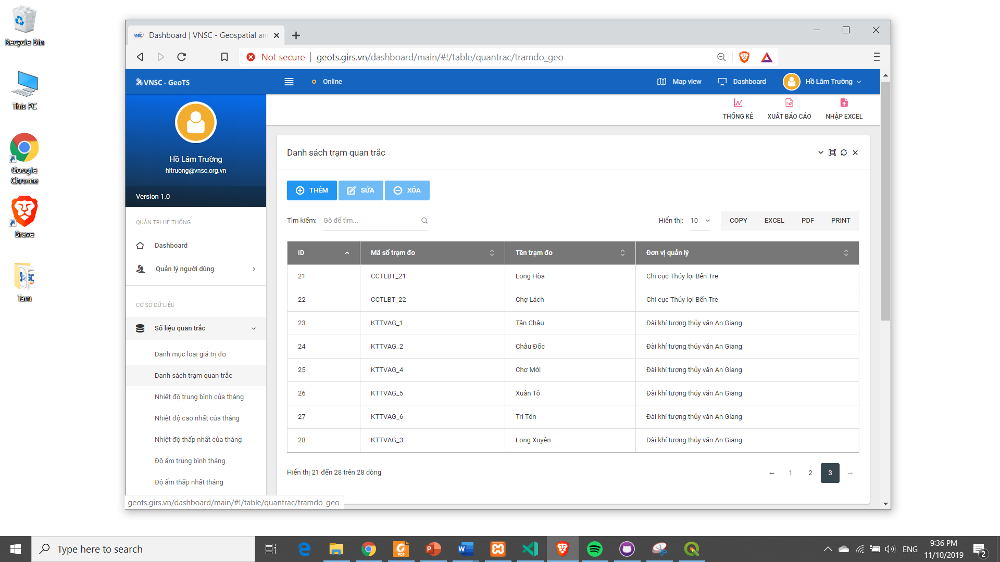 Recycle Bin
This PC
Google
Chrome
Brave
Tam
Dashboard | VNSC - Geospatial an
Not secure | geots.girs.vn/dashboard/main/#!/table/quantrac/tramdo_geo
VNSC - GeoTS
Online
Map view
Dashboard
Hồ Lâm Trường
THỐNG KÊ
XUẤT BÁO CÁO
NHẬP EXCEL
Hồ Lâm Trường
hltruong@vnsc.org.vn
Version 1.0
QUẢN TRỊ HỆ THỐNG
Dashboard
Quản lý người dùng
CƠ SỞ DỮ LIỆU
Số liệu quan trắc
Danh mục loại giá trị đo
Danh sách trạm quan trắc
Nhiệt độ trung bình của tháng
Nhiệt độ cao nhất của tháng
Nhiệt độ thấp nhất của tháng
Độ ẩm trung bình tháng
Độ ẩm thấp nhất tháng
geots.girs.vn/dashboard/main/#!/table/quantrac/tramdo_geo
Danh sách trạm quan trắc
THÊM SỬA XÓA
Tìm kiếm: Gõ để tìm...
Hiển thị: 10
COPY EXCEL PDF PRINT
ID Mã số trạm đo Tên trạm đo Đơn vị quản lý
21 CCTLBT_21 Long Hòa Chi cục Thủy lợi Bến Tre
22 CCTLBT_22 Chợ Lách Chi cục Thủy lợi Bến Tre
23 KTTVAG_1 Tân Châu Đài khí tượng thủy văn An Giang
24 KTTVAG_2 Châu Đốc Đài khí tượng thủy văn An Giang
25 KTTVAG_4 Chợ Mới Đài khí tượng thủy văn An Giang
26 KTTVAG_5 Xuân Tô Đài khí tượng thủy văn An Giang
27 KTTVAG_6 Tri Tôn Đài khí tượng thủy văn An Giang
28 KTTVAG_3 Long Xuyên Đài khí tượng thủy văn An Giang
Hiển thị 21 đến 28 trên 28 dòng
← 1 2 3 →
Type here to search
ENG
9:36 PM
11/10/2019
2